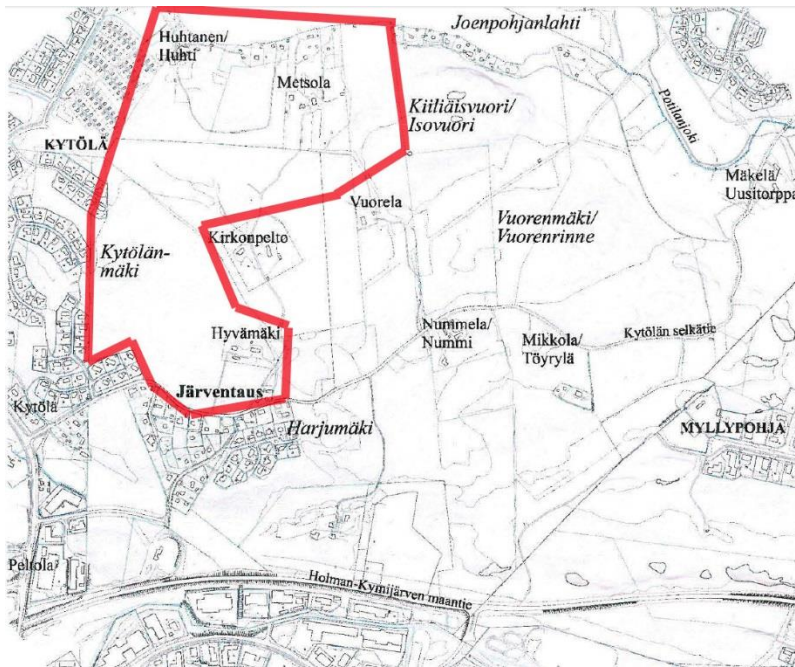 Joenpohjanlahti
Huhtanen/
Huhti
Metsola
Kiiliäisvuori/
Isovuori
Potilanjoki
KYTÖLÄ
Mäkelä/
Uusitorppa
Vuorela
Vuorenmäki/
Vuorenrinne
Kirkonpelto
Kytölän-
mäki
Hyvämäki
Nummela/
Nummi
Mikkola/
Töyrylä
Kytölän selkätie
Järventaus
Kytölä
Harjumäki
MYLLYPOHJA
Peltola
Holman-Kymijärven maantie